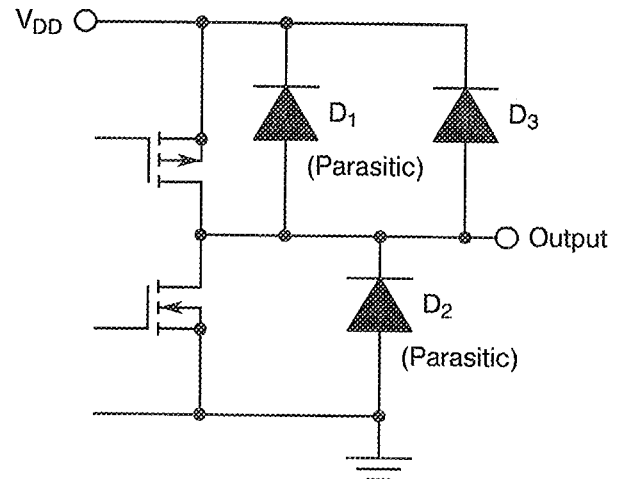 VDD
D1
(Parasitic)
D3
Output
D2
(Parasitic)